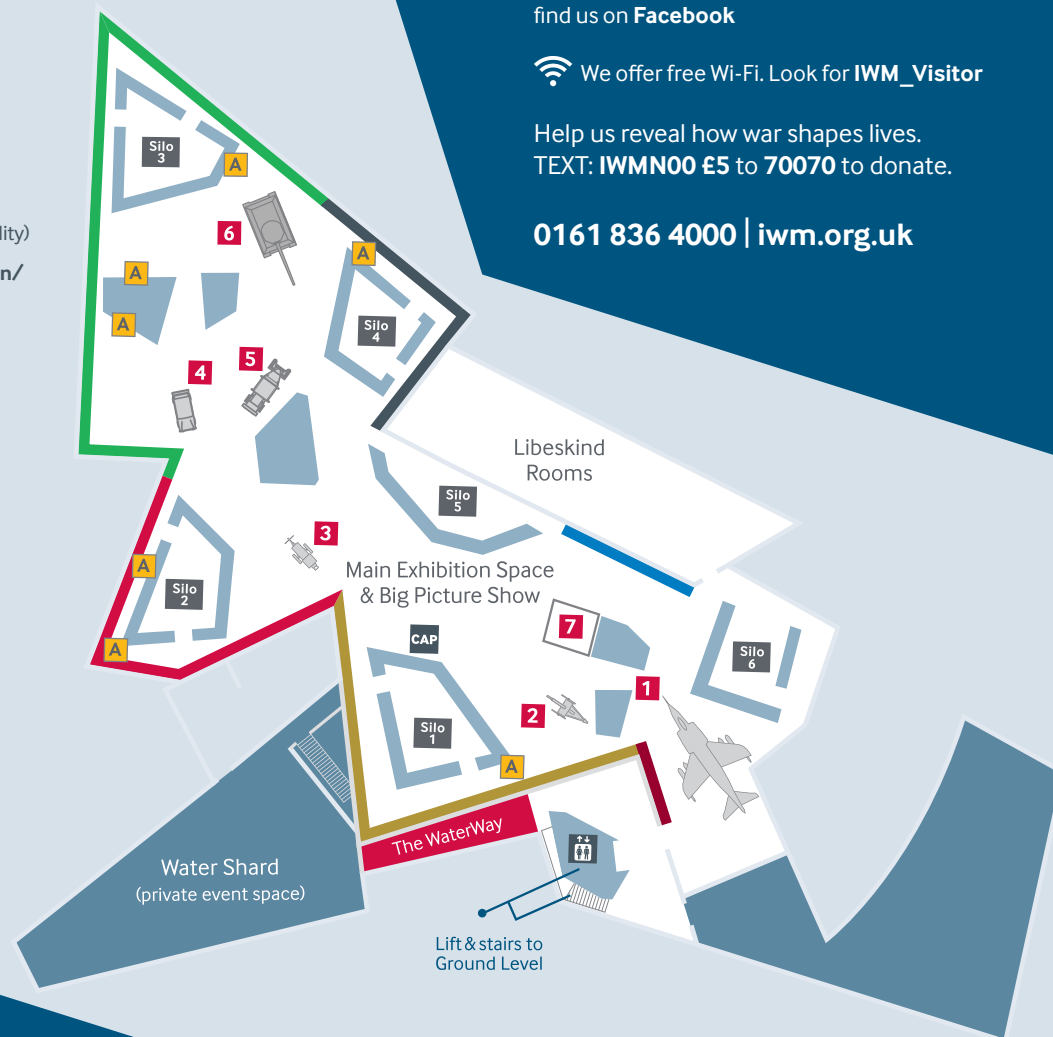 find us on Facebook
We offer free Wi-Fi. Look for IWM_Visitor
Help us reveal how war shapes lives.
TEXT: IWMN00 £5 to 70070 to donate.
0161 836 4000 | iwm.org.uk
lity)
n/
Silo
3
A
6
A
A
A
Silo
4
5
4
Libeskind
Rooms
Silo
5
3
A
Silo
2
A
Main Exhibition Space
& Big Picture Show
CAP
7
Silo
6
1
2
Silo
1
A
The WaterWay
Water Shard
(private event space)
Lift & stairs to
Ground Level